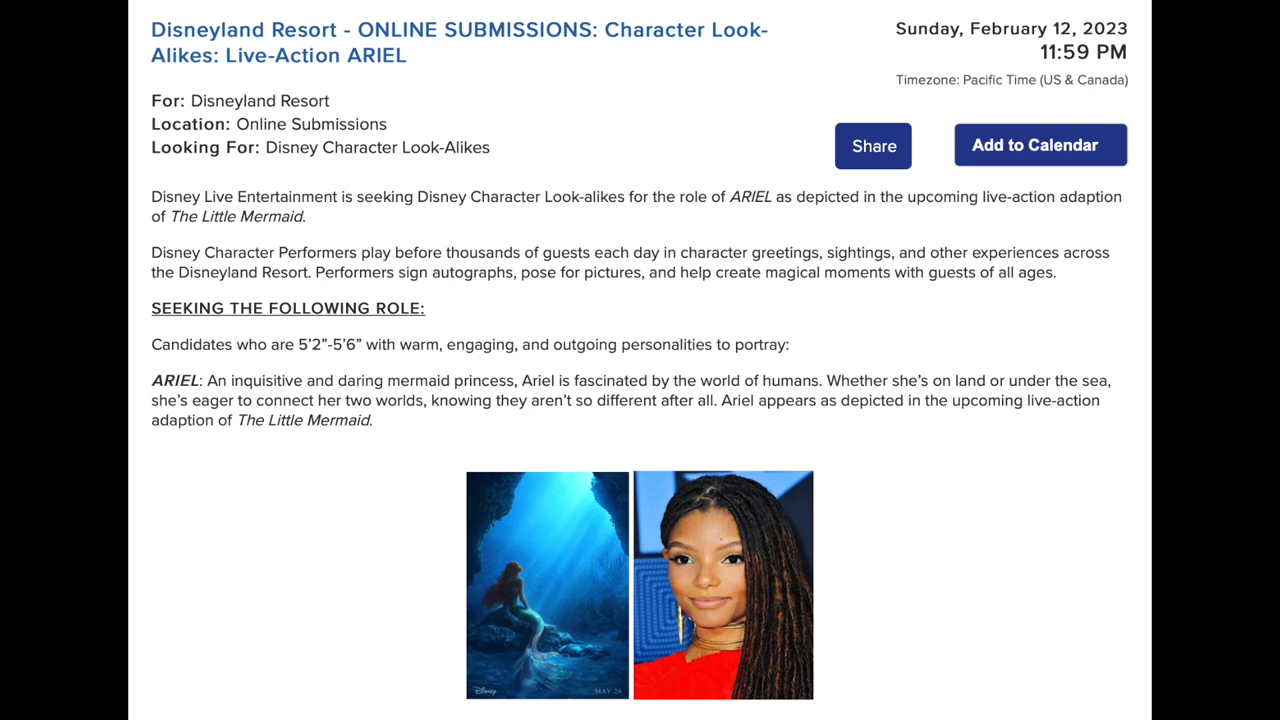 Disneyland Resort - ONLINE SUBMISSIONS: Character Look-
Alikes: Live-Action ARIEL
Sunday, February 12, 2023
11:59 PM
Timezone: Pacific Time (US & Canada)
For: Disneyland Resort
Location: Online Submissions
Looking For: Disney Character Look-Alikes
Share
Add to Calendar
Disney Live Entertainment is seeking Disney Character Look-alikes for the role of ARIEL as depicted in the upcoming live-action adaption
of The Little Mermaid.
Disney Character Performers play before thousands of guests each day in character greetings, sightings, and other experiences across
the Disneyland Resort. Performers sign autographs, pose for pictures, and help create magical moments with guests of all ages.
SEEKING THE FOLLOWING ROLE:
Candidates who are 5’2”-5’6” with warm, engaging, and outgoing personalities to portray:
ARIEL: An inquisitive and daring mermaid princess, Ariel is fascinated by the world of humans. Whether she’s on land or under the sea,
she’s eager to connect her two worlds, knowing they aren’t so different after all. Ariel appears as depicted in the upcoming live-action
adaption of The Little Mermaid.
Disney
MAY 26